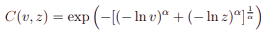 C(v, z) = exp (−[(− ln v)^α + (− ln z)^α]^{1/α})